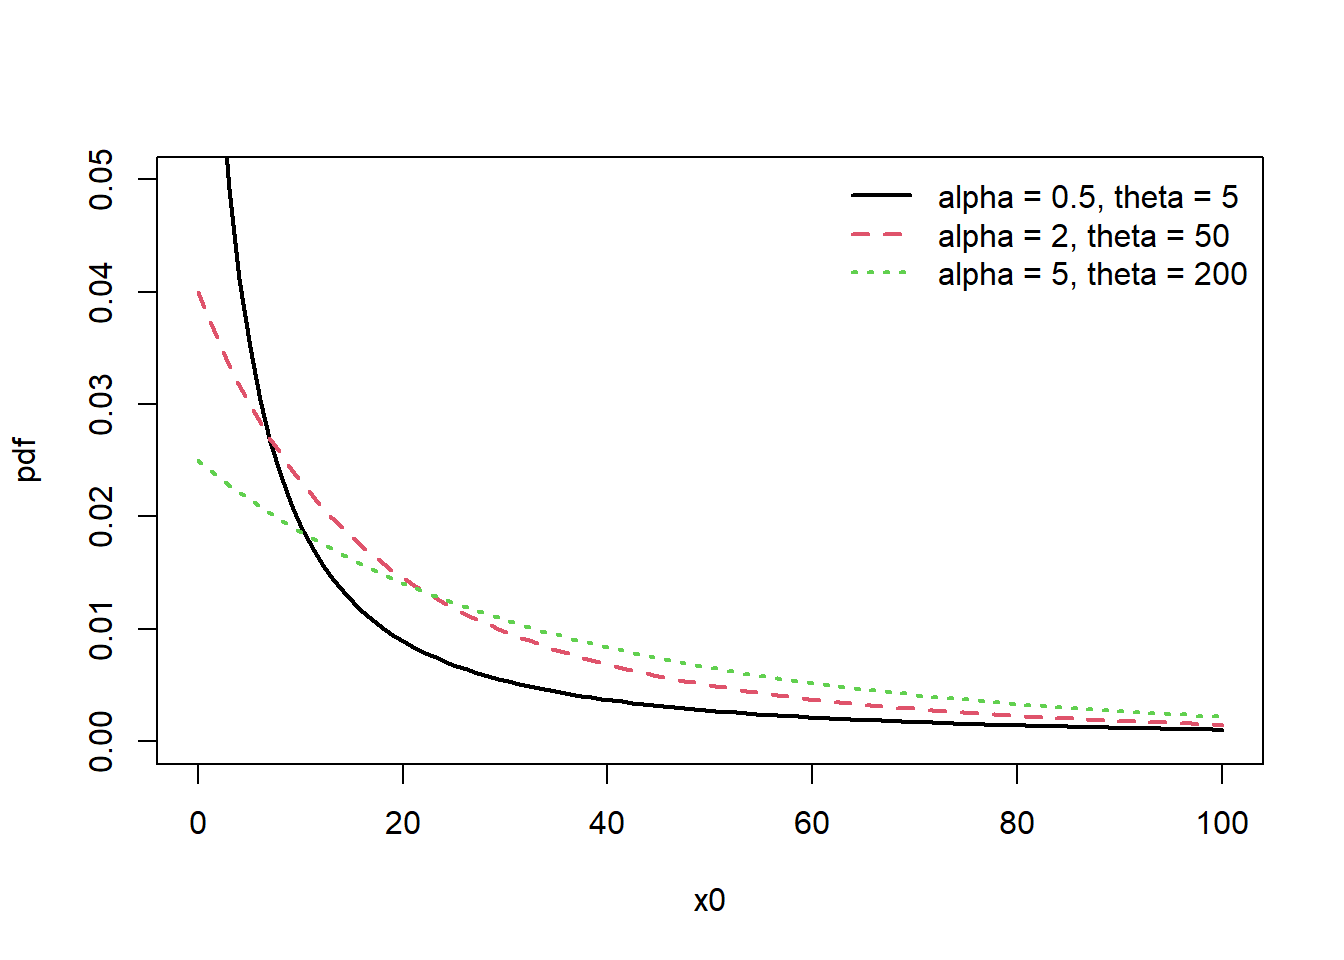 alpha = 0.5, theta = 5
alpha = 2, theta = 50
alpha = 5, theta = 200
pdf
0.05
0.04
0.03
0.02
0.01
0.00
0 20 40 60 80 100
x0